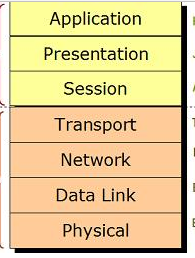 Application
Presentation
Session
Transport
Network
Data Link
Physical